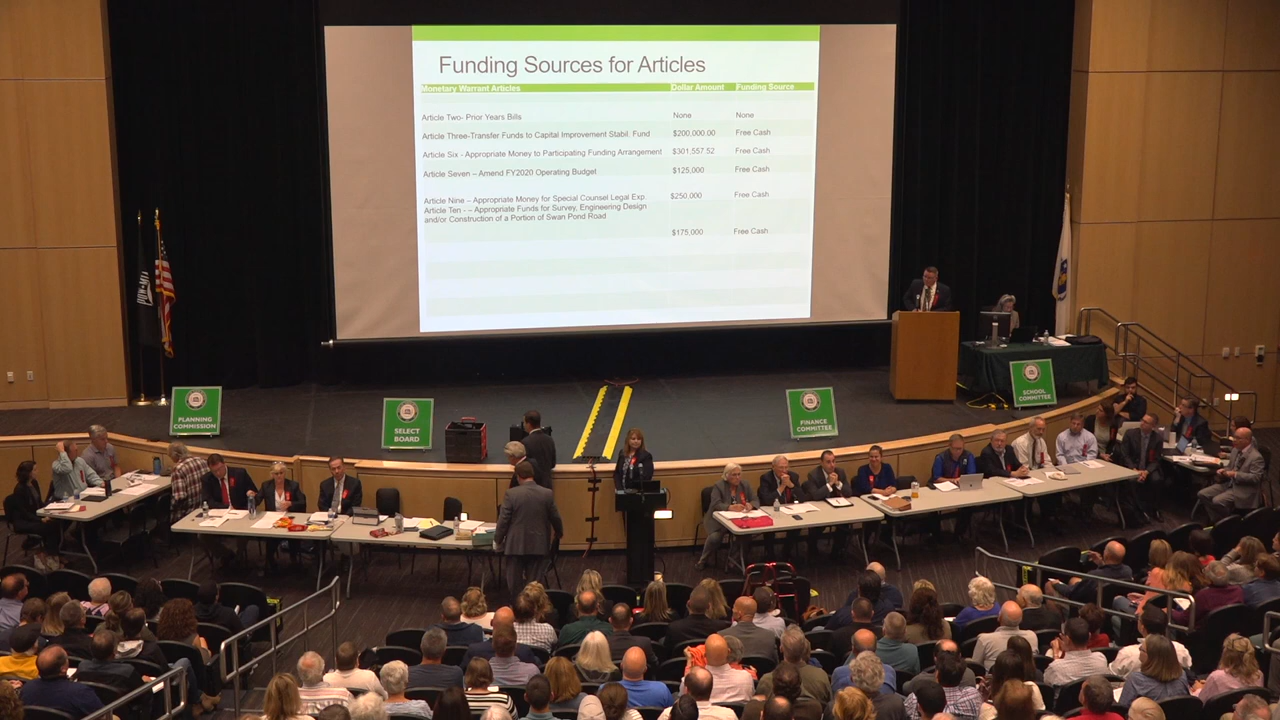 Funding Sources for Articles
Monetary Warrant Articles Dollar Amount Funding Source
Article Two- Prior Years Bills None None
Article Three-Transfer Funds to Capital Improvement Stabil. Fund $200,000.00 Free Cash
Article Six - Appropriate Money to Participating Funding Arrangement $301,557.52 Free Cash
Article Seven – Amend FY2020 Operating Budget $125,000 Free Cash
Article Nine – Appropriate Money for Special Counsel Legal Exp. $250,000 Free Cash
Article Ten - – Appropriate Funds for Survey, Engineering Design
and/or Construction of a Portion of Swan Pond Road
$175,000 Free Cash
POW-MIA
PLANNING
COMMISSION
SELECT
BOARD
FINANCE
COMMITTEE
SCHOOL
COMMITTEE